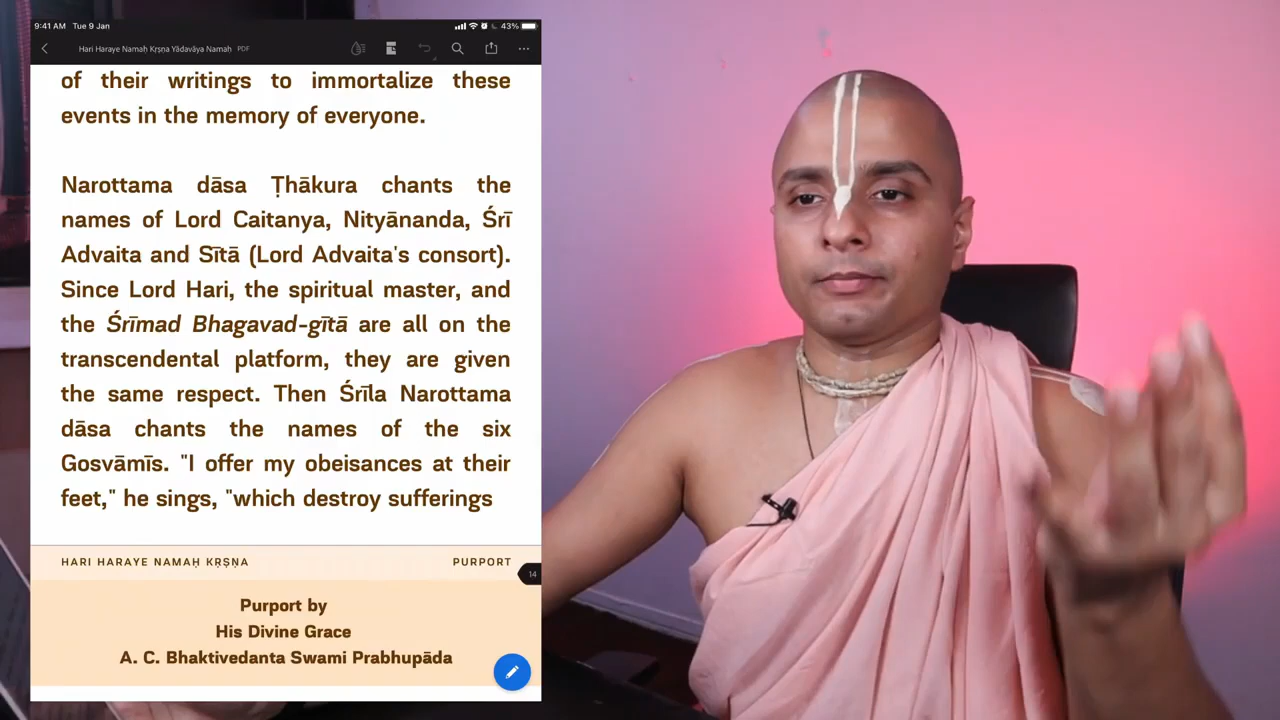 9:41 AM Tue 9 Jan
43%
Hari Haraye Namaḥ Kṛṣṇa Yādavāya Namaḥ PDF
of their writings to immortalize these
events in the memory of everyone.
Narottama dāsa Ṭhākura chants the
names of Lord Caitanya, Nityānanda, Śrī
Advaita and Sītā (Lord Advaita's consort).
Since Lord Hari, the spiritual master, and
the Śrīmad Bhagavad-gītā are all on the
transcendental platform, they are given
the same respect. Then Śrīla Narottama
dāsa chants the names of the six
Gosvāmīs. "I offer my obeisances at their
feet," he sings, "which destroy sufferings
HARI HARAYE NAMAḤ KṚṢṆA PURPORT
14
Purport by
His Divine Grace
A. C. Bhaktivedanta Swami Prabhupāda